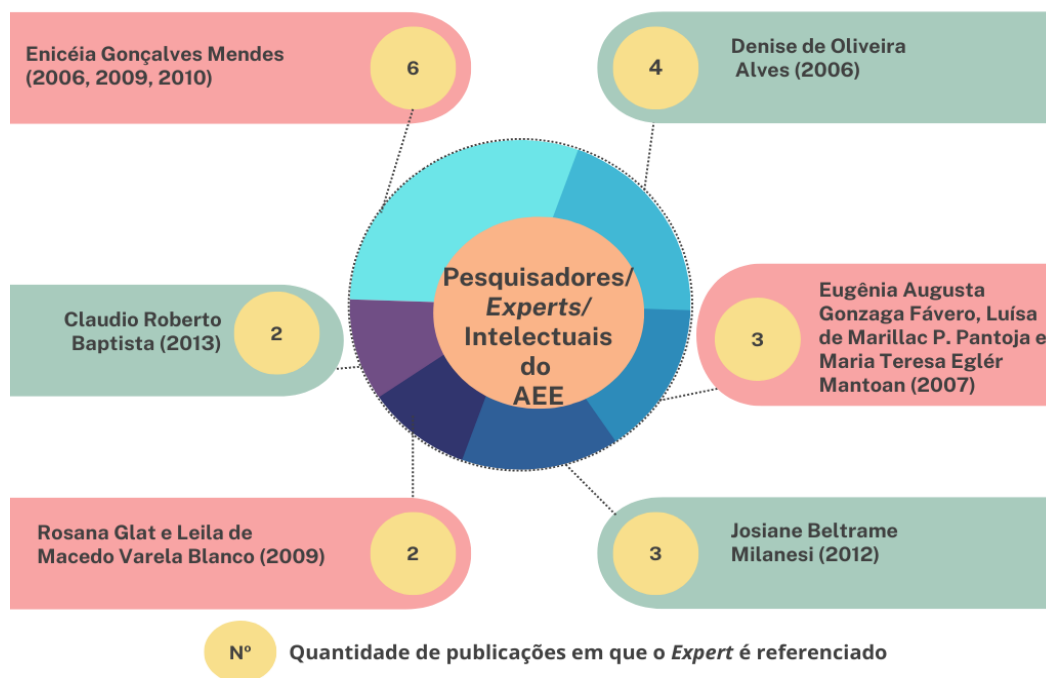 Enicéia Gonçalves Mendes
(2006, 2009, 2010)
6
4
Denise de Oliveira
Alves (2006)
Pesquisadores/
Experts/
Intelectuais
do
AEE
Claudio Roberto
Baptista (2013)
2
3
Eugênia Augusta
Gonzaga Fávero, Luísa
de Marillac P. Pantoja e
Maria Teresa Eglér
Mantoan (2007)
Rosana Glat e Leila de
Macedo Varela Blanco (2009)
2
3
Josiane Beltrame
Milanesi (2012)
Nº
Quantidade de publicações em que o Expert é referenciado